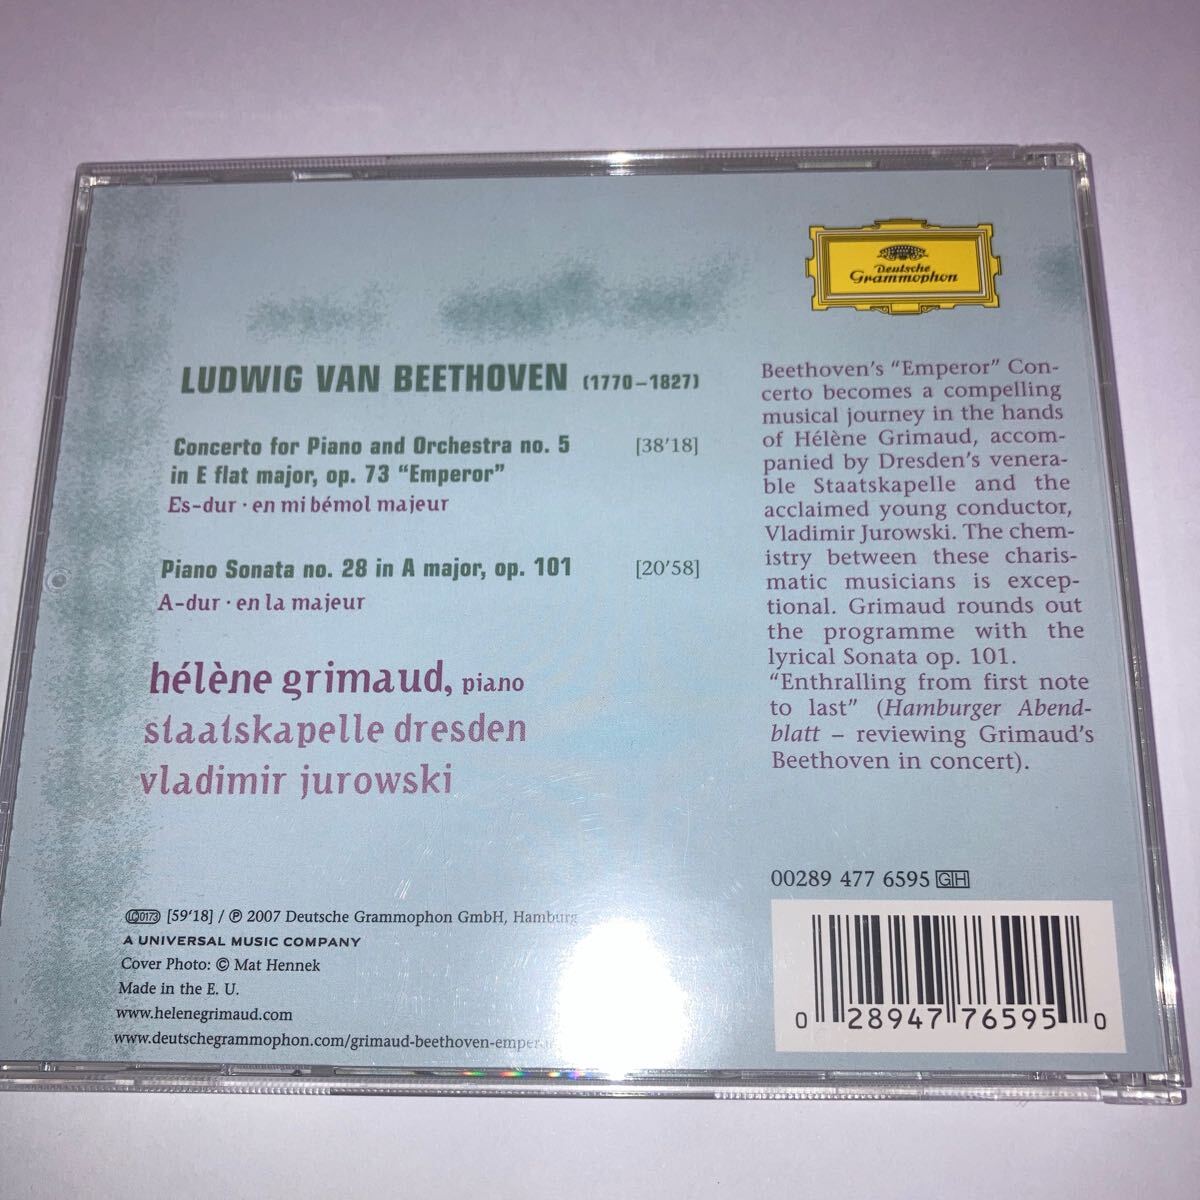 Deutsche
Grammophon
LUDWIG VAN BEETHOVEN (1770–1827)
Concerto for Piano and Orchestra no. 5 [38'18]
in E flat major, op. 73 “Emperor”
Es-dur · en mi bémol majeur
Piano Sonata no. 28 in A major, op. 101 [20'58]
A-dur · en la majeur
hélène grimaud, piano
staatskapelle dresden
vladimir jurowski
Beethoven's “Emperor” Con-
certo becomes a compelling
musical journey in the hands
of Hélène Grimaud, accom-
panied by Dresden's venera-
ble Staatskapelle and the
acclaimed young conductor,
Vladimir Jurowski. The chem-
istry between these charis-
matic musicians is excep-
tional. Grimaud rounds out
the programme with the
lyrical Sonata op. 101.
“Enthralling from first note
to last” (Hamburger Abend-
blatt – reviewing Grimaud's
Beethoven in concert).
00289 477 6595 GH
LC0173 [59'18] / ℗ 2007 Deutsche Grammophon GmbH, Hamburg
A UNIVERSAL MUSIC COMPANY
Cover Photo: © Mat Hennek
Made in the E. U.
www.helenegrimaud.com
www.deutschegrammophon.com/grimaud-beethoven-emper
0 28947 76595 0